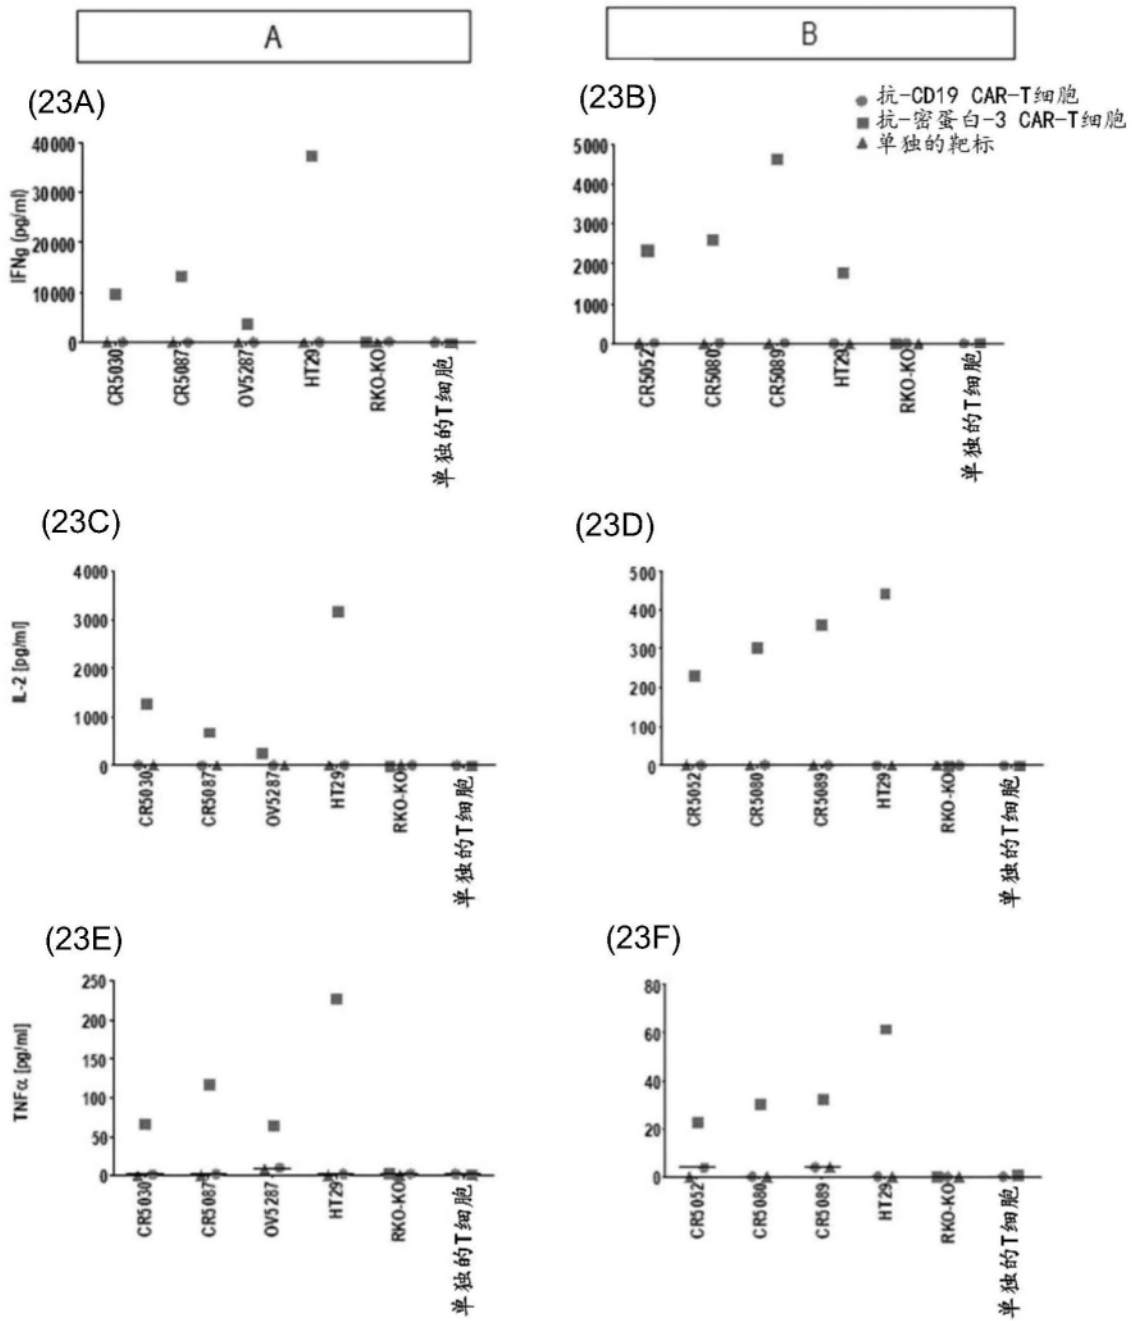 A
B
(23A)
(23B)
抗-CD19 CAR-T细胞
抗-密蛋白-3 CAR-T细胞
单独的靶标
IFNg (pg/ml)
40000
30000
20000
10000
0
CR5030
CR5087
OV5287
HT29
RKO-KO
单独的T细胞
5000
4000
3000
2000
1000
0
CR5052
CR5080
CR5089
HT29
RKO-KO
单独的T细胞
(23C)
(23D)
IL-2 [pg/ml]
4000
3000
2000
1000
0
CR5030
CR5087
OV5287
HT29
RKO-KO
单独的T细胞
500
400
300
200
100
0
CR5052
CR5080
CR5089
HT29
RKO-KO
单独的T细胞
(23E)
(23F)
TNFα [pg/ml]
250
200
150
100
50
0
CR5030
CR5087
OV5287
HT29
RKO-KO
单独的T细胞
80
60
40
20
0
CR5052
CR5080
CR5089
HT29
RKO-KO
单独的T细胞